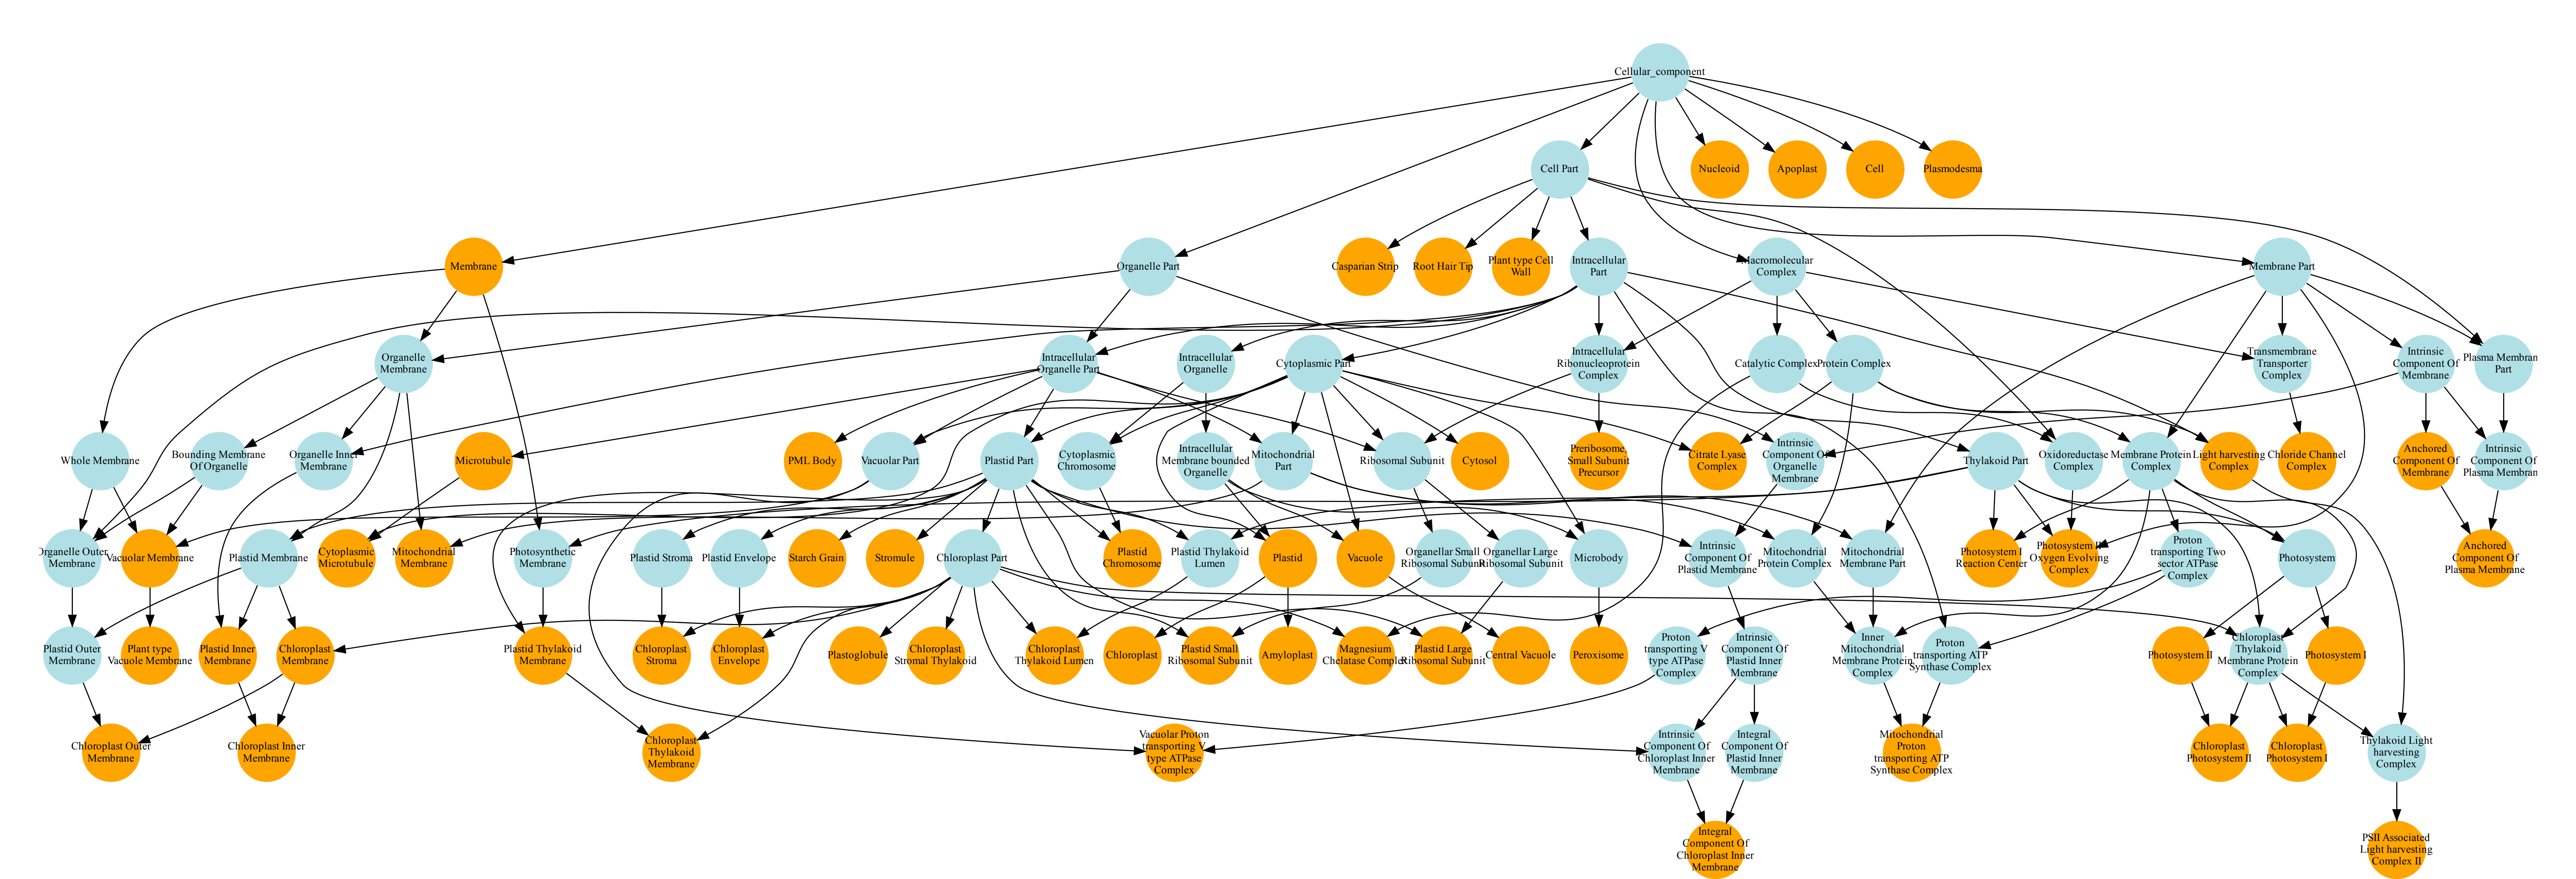 Cellular_component
Cell Part
Nucleoid
Apoplast
Cell
Plasmodesma
Membrane
Organelle Part
Casparian Strip
Root Hair Tip
Plant type Cell
Wall
Intracellular
Part
Macromolecular
Complex
Membrane Part
Organelle
Membrane
Intracellular
Organelle Part
Intracellular
Organelle
Cytoplasmic Part
Intracellular
Ribonucleoprotein
Complex
Catalytic Complex
Protein Complex
Transmembrane
Transporter
Complex
Intrinsic
Component Of
Membrane
Plasma Membran
Part
Whole Membrane
Bounding Membrane
Of Organelle
Organelle Inner
Membrane
Microtubule
PML Body
Vacuolar Part
Plastid Part
Cytoplasmic
Chromosome
Intracellular
Membrane bounded
Organelle
Mitochondrial
Part
Ribosomal Subunit
Cytosol
Preribosome,
Small Subunit
Precursor
Citrate Lyase
Complex
Intrinsic
Component Of
Organelle
Membrane
Thylakoid Part
Oxidoreductase
Complex
Membrane Protein
Complex
Light harvesting
Complex
Chloride Channel
Complex
Anchored
Component Of
Membrane
Intrinsic
Component Of
Plasma Membran
Organelle Outer
Membrane
Vacuolar Membrane
Plastid Membrane
Cytoplasmic
Microtubule
Mitochondrial
Membrane
Photosynthetic
Membrane
Plastid Stroma
Plastid Envelope
Starch Grain
Stromule
Chloroplast Part
Plastid
Chromosome
Plastid Thylakoid
Lumen
Plastid
Vacuole
Organellar Small
Ribosomal Subunit
Organellar Large
Ribosomal Subunit
Microbody
Intrinsic
Component Of
Plastid Membrane
Mitochondrial
Protein Complex
Mitochondrial
Membrane Part
Photosystem I
Reaction Center
Photosystem II
Oxygen Evolving
Complex
Proton
transporting Two
sector ATPase
Complex
Photosystem
Anchored
Component Of
Plasma Membrane
Plastid Outer
Membrane
Plant type
Vacuole Membrane
Plastid Inner
Membrane
Chloroplast
Membrane
Plastid Thylakoid
Membrane
Chloroplast
Stroma
Chloroplast
Envelope
Plastoglobule
Chloroplast
Stromal Thylakoid
Chloroplast
Thylakoid Lumen
Chloroplast
Plastid Small
Ribosomal Subunit
Amyloplast
Magnesium
Chelatase Complex
Plastid Large
Ribosomal Subunit
Central Vacuole
Peroxisome
Proton
transporting V
type ATPase
Complex
Intrinsic
Component Of
Plastid Inner
Membrane
Inner
Mitochondrial
Membrane Protein
Complex
Proton
transporting ATP
Synthase Complex
Photosystem II
Chloroplast
Thylakoid
Membrane Protein
Complex
Photosystem I
Chloroplast Outer
Membrane
Chloroplast Inner
Membrane
Chloroplast
Thylakoid
Membrane
Vacuolar Proton
transporting V
type ATPase
Complex
Intrinsic
Component Of
Chloroplast Inner
Membrane
Integral
Component Of
Plastid Inner
Membrane
Mitochondrial
Proton
transporting ATP
Synthase Complex
Chloroplast
Photosystem II
Chloroplast
Photosystem I
Thylakoid Light
harvesting
Complex
Integral
Component Of
Chloroplast Inner
Membrane
PSII Associated
Light harvesting
Complex II